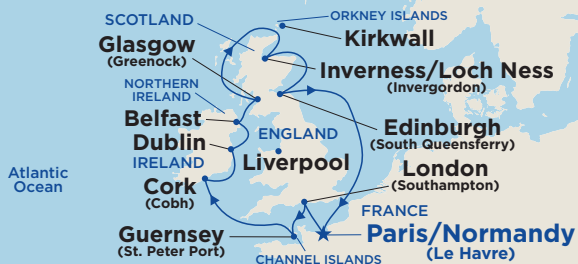 SCOTLAND
ORKNEY ISLANDS
Kirkwall
Glasgow
(Greenock)
Inverness/Loch Ness
(Invergordon)
NORTHERN
IRELAND
Belfast
Dublin
IRELAND
ENGLAND
Liverpool
Edinburgh
(South Queensferry)
London
(Southampton)
Atlantic
Ocean
Cork
(Cobh)
Guernsey
(St. Peter Port)
CHANNEL ISLANDS
FRANCE
Paris/Normandy
(Le Havre)